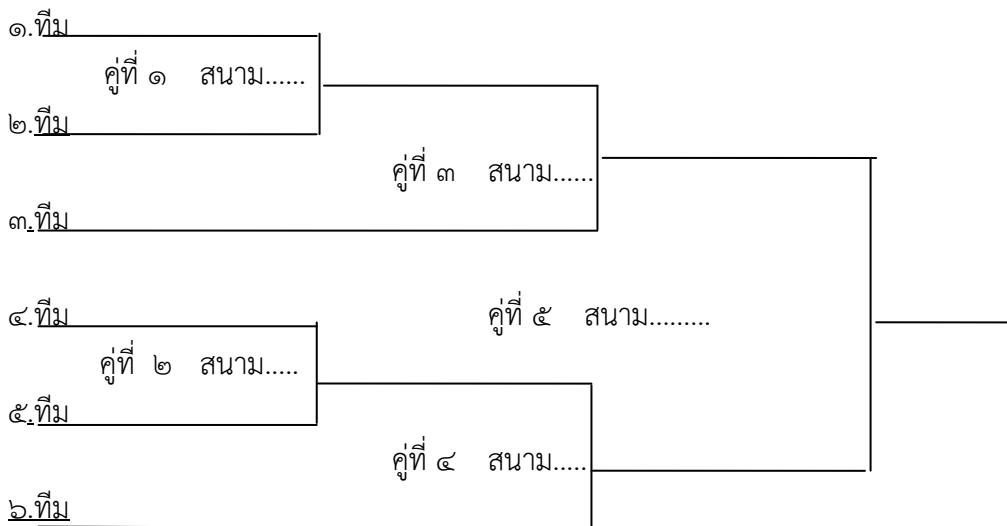 ๑.ทีม
คู่ที่ ๑ สนาม......
๒.ทีม
คู่ที่ ๓ สนาม......
๓.ทีม
๔.ทีม
คู่ที่ ๕ สนาม.........
คู่ที่ ๒ สนาม.....
๕.ทีม
คู่ที่ ๔ สนาม.....
๖.ทีม